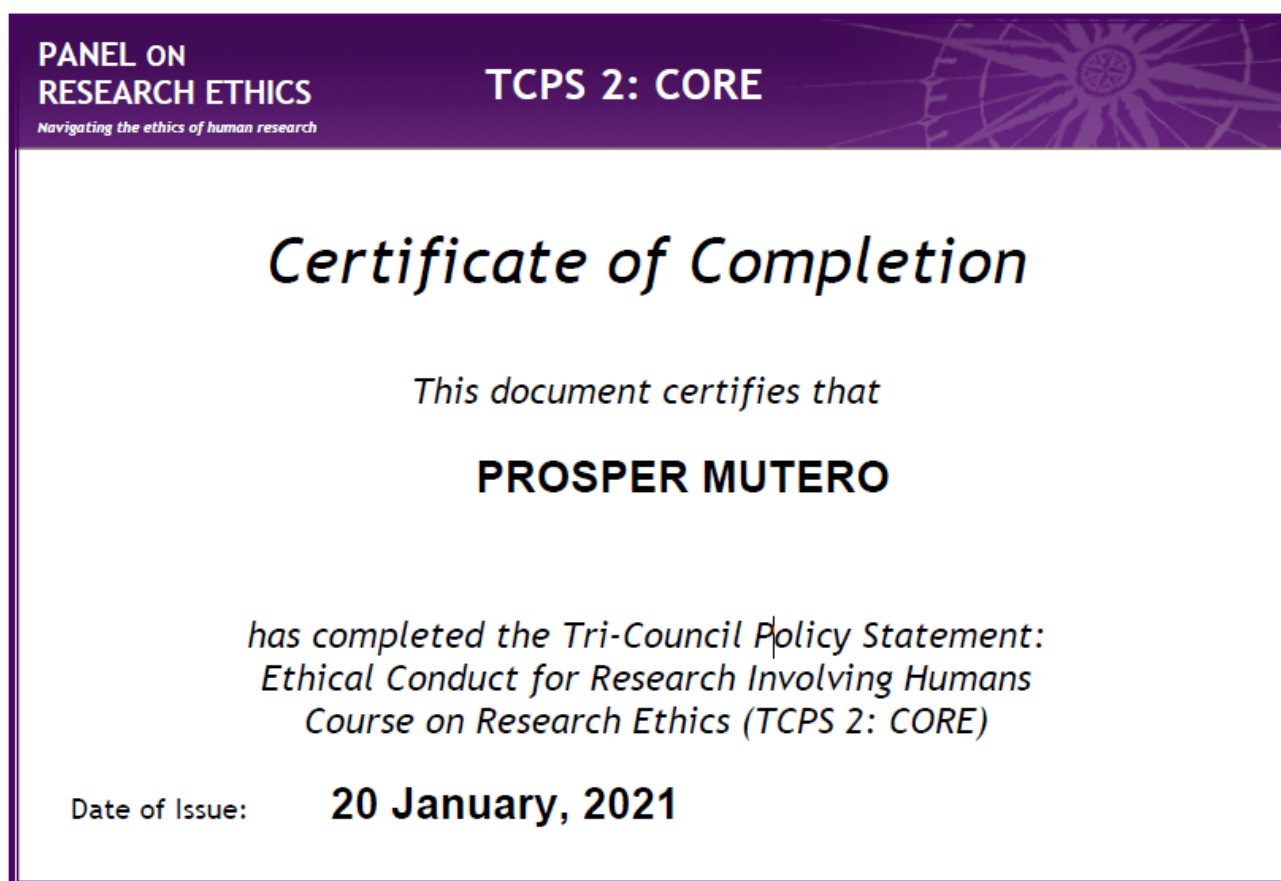 PANEL ON
RESEARCH ETHICS
Navigating the ethics of human research
TCPS 2: CORE
Certificate of Completion
This document certifies that
PROSPER MUTERO
has completed the Tri-Council Policy Statement:
Ethical Conduct for Research Involving Humans
Course on Research Ethics (TCPS 2: CORE)
Date of Issue: 20 January, 2021